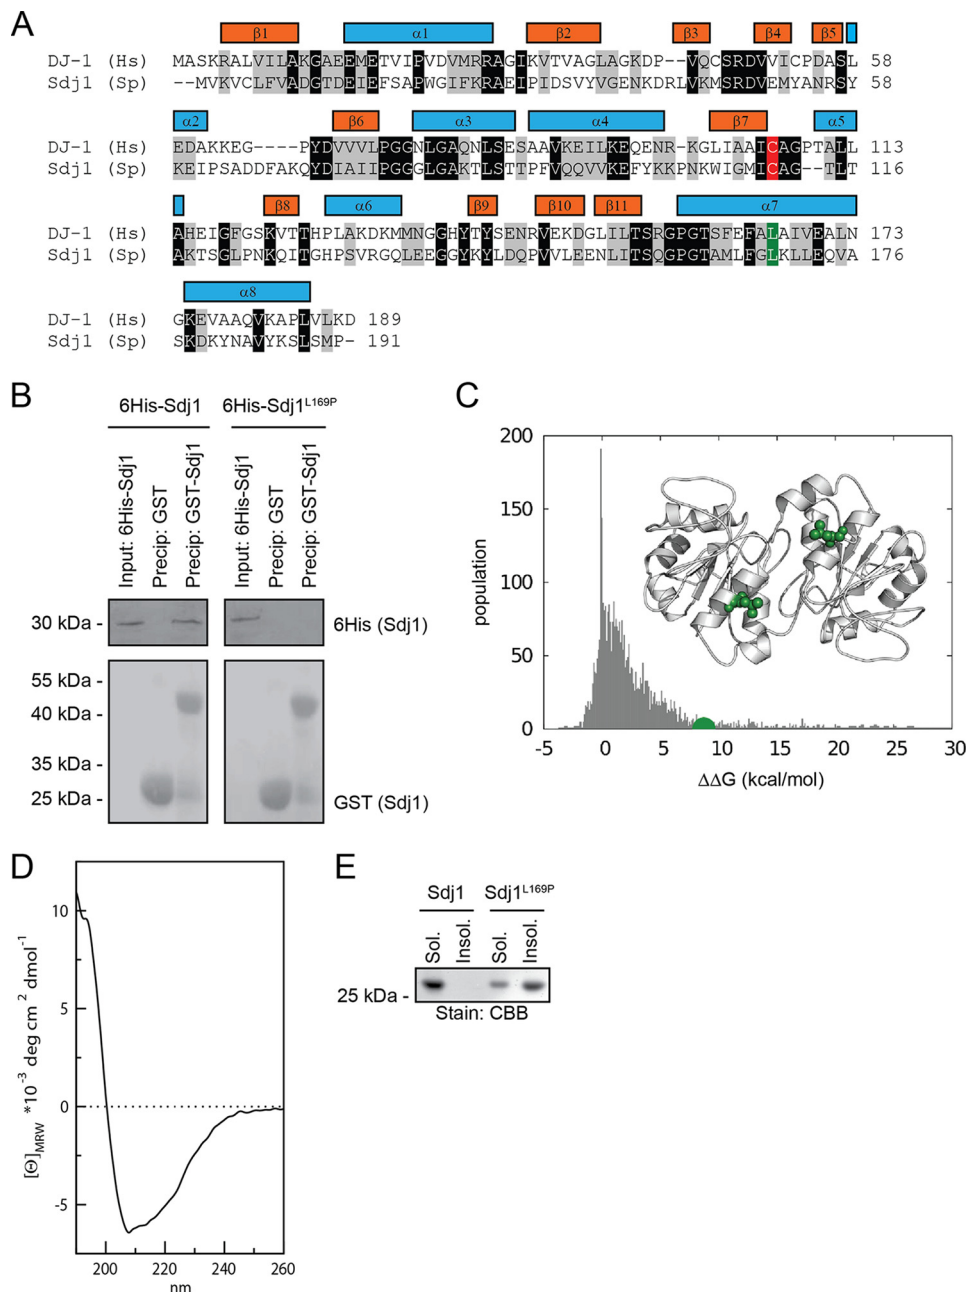 A
β1 α1 β2 β3 β4 β5
DJ-1 (Hs) MASKRALVILAKGAEEMETVIPVDVMRRAGIKVTVAGLAGKDP--VQCSRDVVICPDASL 58
Sdj1 (Sp) --MVKVCLFVADGTDEIEFSAPWGIFKRAEIPIDSVYVGENKDRLVKMSRDVEMYANRSY 58
α2 β6 α3 α4 β7 α5
DJ-1 (Hs) EDAKKEG----PYDVVVLPGGNLGAQNLSESAAVKEILKEQENR-KGLIAAICAGPTALL 113
Sdj1 (Sp) KEIPSADDFAKQYDIAIIPGGGLGAKTLSTTPFVQQVVKEFYKKPNKWIGMICAG--TLT 116
β8 α6 β9 β10 β11 α7
DJ-1 (Hs) AHEIGFGSKVTTHPLAKDKMMNGGHYTYSENRVEKDGLILTSRGPGTSFEFALAIVEALN 173
Sdj1 (Sp) AKTSGLPNKQITGHPSVRGQLEEGGYKYLDQPVVLEENLITSQGPGTAMLFGLKLLEQVA 176
α8
DJ-1 (Hs) GKEVAAQVKAPLVLKD 189
Sdj1 (Sp) SKDKYNAVYKSLSMP- 191
B
6His-Sdj1 6His-Sdj1L169P
Input: 6His-Sdj1
Precip: GST
Precip: GST-Sdj1
Input: 6His-Sdj1
Precip: GST
Precip: GST-Sdj1
30 kDa - 6His (Sdj1)
55 kDa -
40 kDa -
35 kDa -
25 kDa - GST (Sdj1)
C
200
150
100
50
0
population
-5 0 5 10 15 20 25 30
ΔΔG (kcal/mol)
D
10
5
0
-5
[Θ]MRW *10-3 deg cm2 dmol-1
200 220 240 260
nm
E
Sdj1 Sdj1L169P
Sol. Insol. Sol. Insol.
25 kDa -
Stain: CBB